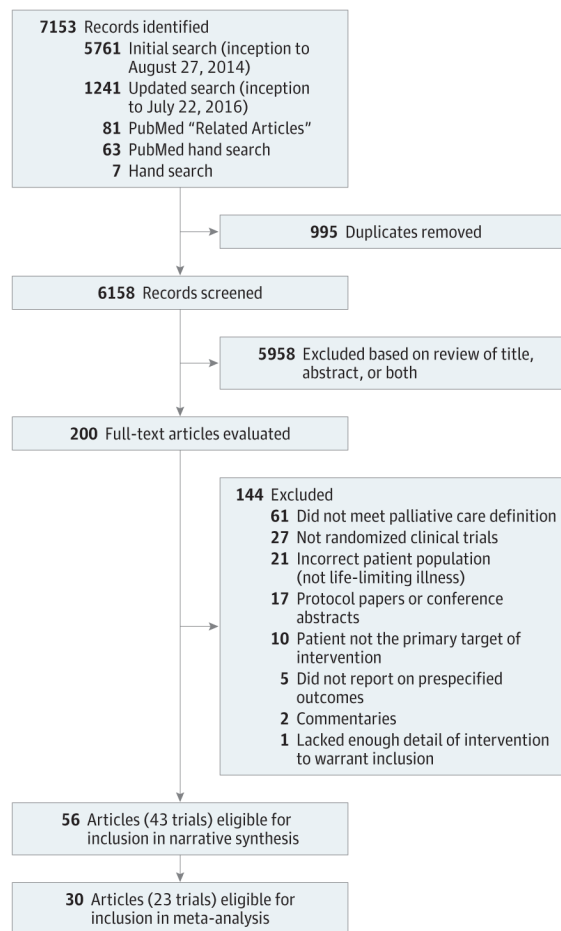 7153 Records identified
5761 Initial search (inception to
August 27, 2014)
1241 Updated search (inception
to July 22, 2016)
81 PubMed “Related Articles”
63 PubMed hand search
7 Hand search
995 Duplicates removed
6158 Records screened
5958 Excluded based on review of title,
abstract, or both
200 Full-text articles evaluated
144 Excluded
61 Did not meet palliative care definition
27 Not randomized clinical trials
21 Incorrect patient population
(not life-limiting illness)
17 Protocol papers or conference
abstracts
10 Patient not the primary target of
intervention
5 Did not report on prespecified
outcomes
2 Commentaries
1 Lacked enough detail of intervention
to warrant inclusion
56 Articles (43 trials) eligible for
inclusion in narrative synthesis
30 Articles (23 trials) eligible for
inclusion in meta-analysis